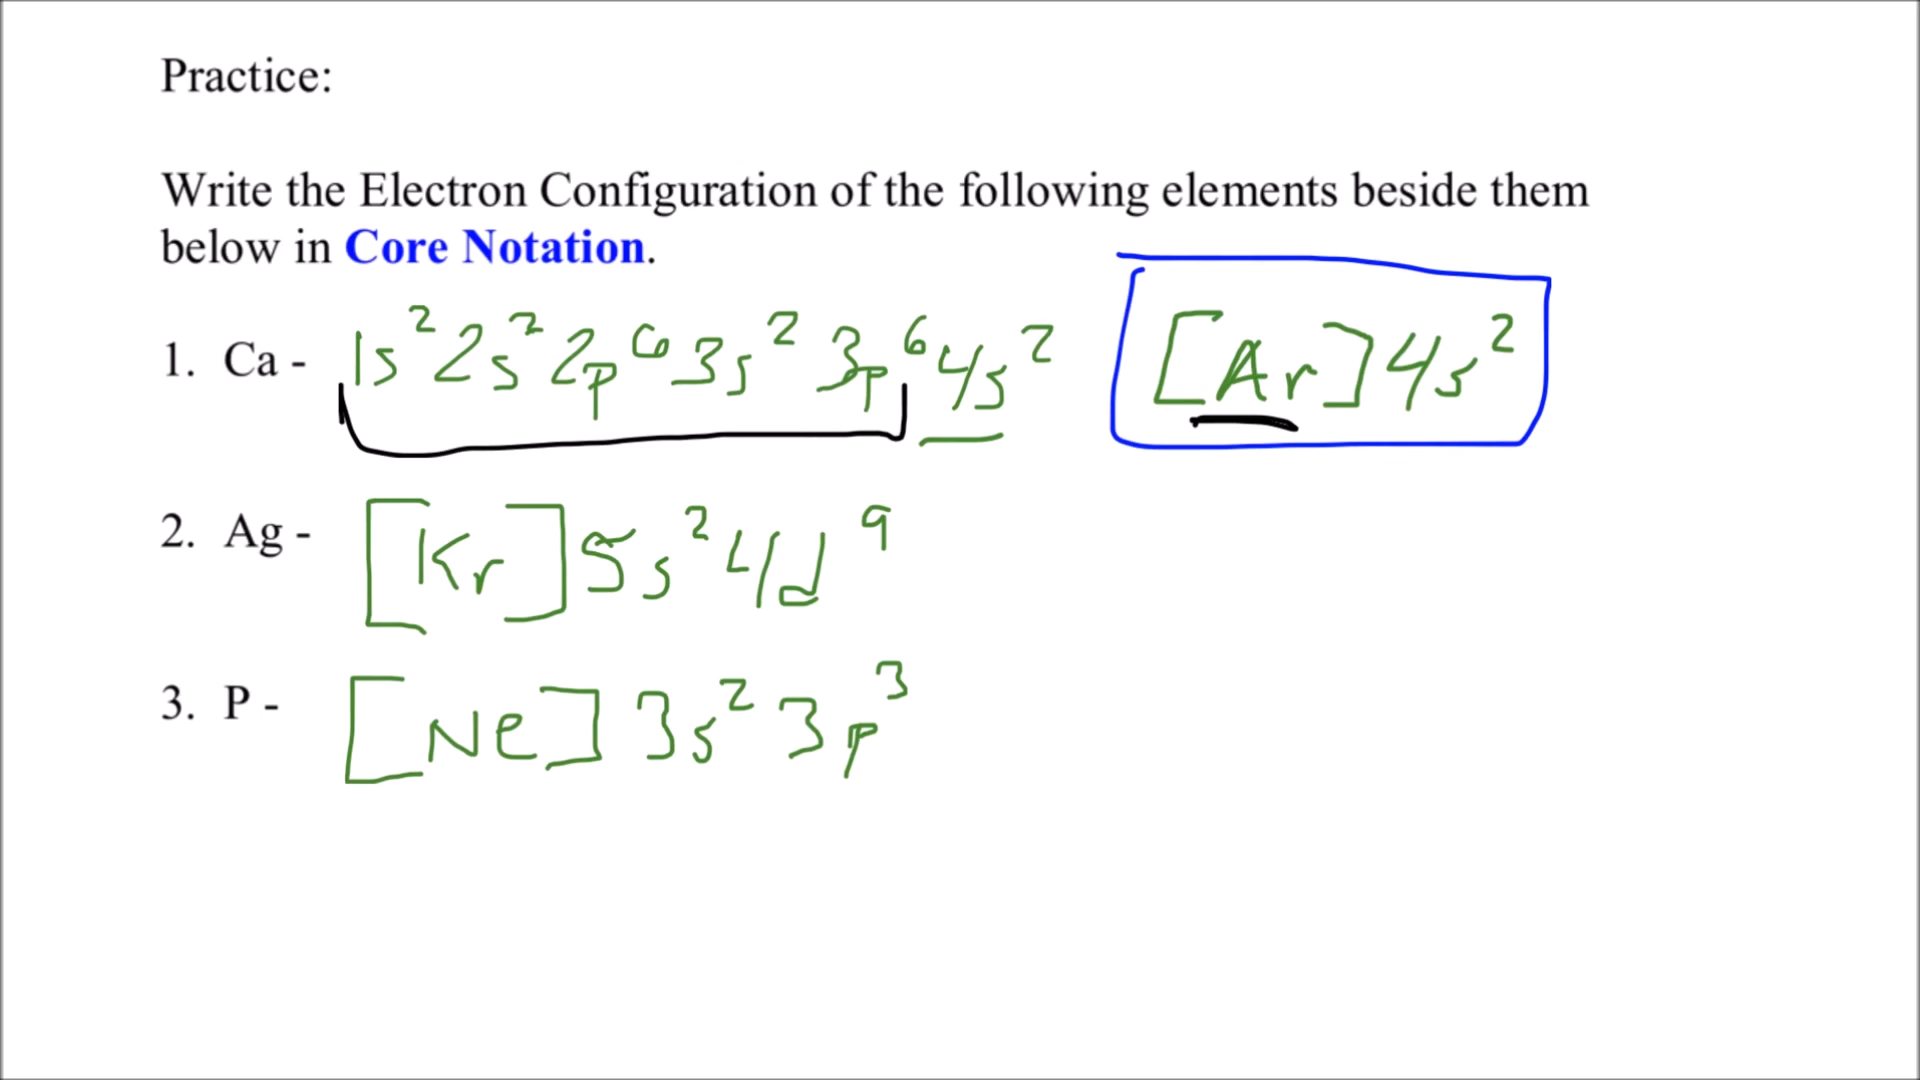 Practice:
Write the Electron Configuration of the following elements beside them
below in Core Notation.
1. Ca - 1s²2s²2p⁶3s²3p⁶4s² [Ar]4s²
2. Ag - [Kr]5s²4d⁹
3. P - [Ne]3s²3p³